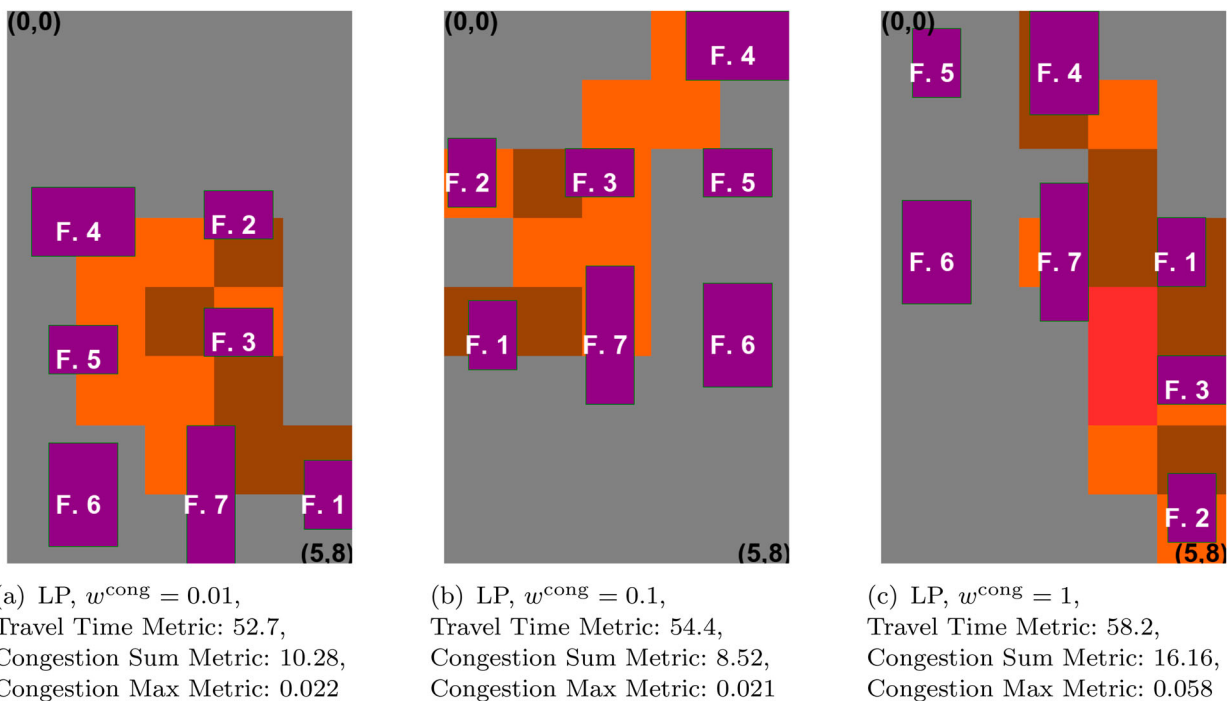 (0,0)
F. 4
F. 2
F. 5
F. 3
F. 6
F. 7
F. 1
(5,8)
(0,0)
F. 4
F. 2
F. 3
F. 5
F. 1
F. 7
F. 6
(5,8)
(0,0)
F. 5
F. 4
F. 6
F. 7
F. 1
F. 3
F. 2
(5,8)
a) LP, w^cong = 0.01,
Travel Time Metric: 52.7,
Congestion Sum Metric: 10.28,
Congestion Max Metric: 0.022
(b) LP, w^cong = 0.1,
Travel Time Metric: 54.4,
Congestion Sum Metric: 8.52,
Congestion Max Metric: 0.021
(c) LP, w^cong = 1,
Travel Time Metric: 58.2,
Congestion Sum Metric: 16.16,
Congestion Max Metric: 0.058